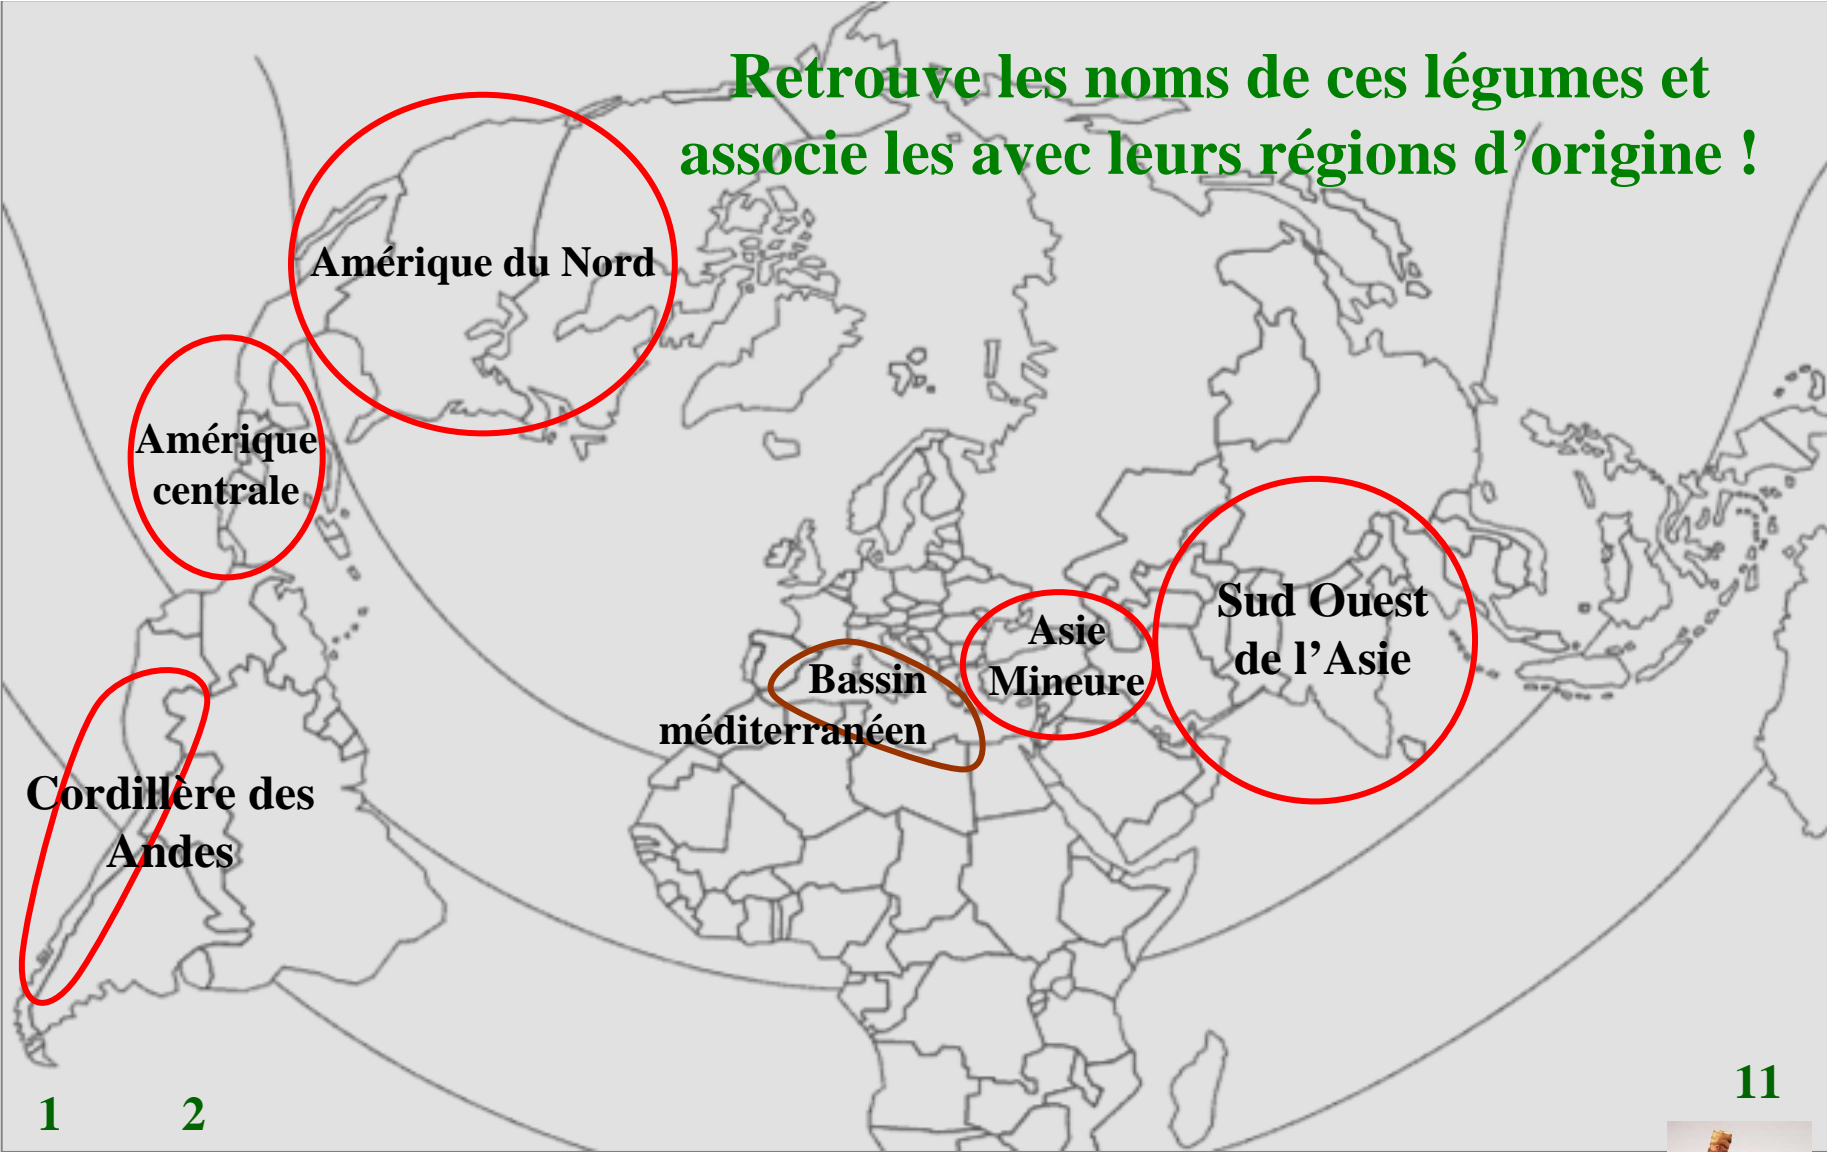 Retrouve les noms de ces légumes et
associe les avec leurs régions d’origine !
Amérique du Nord
Amérique
centrale
Sud Ouest
de l’Asie
Asie
Mineure
Bassin
méditerranéen
Cordillère des
Andes
1
2
11